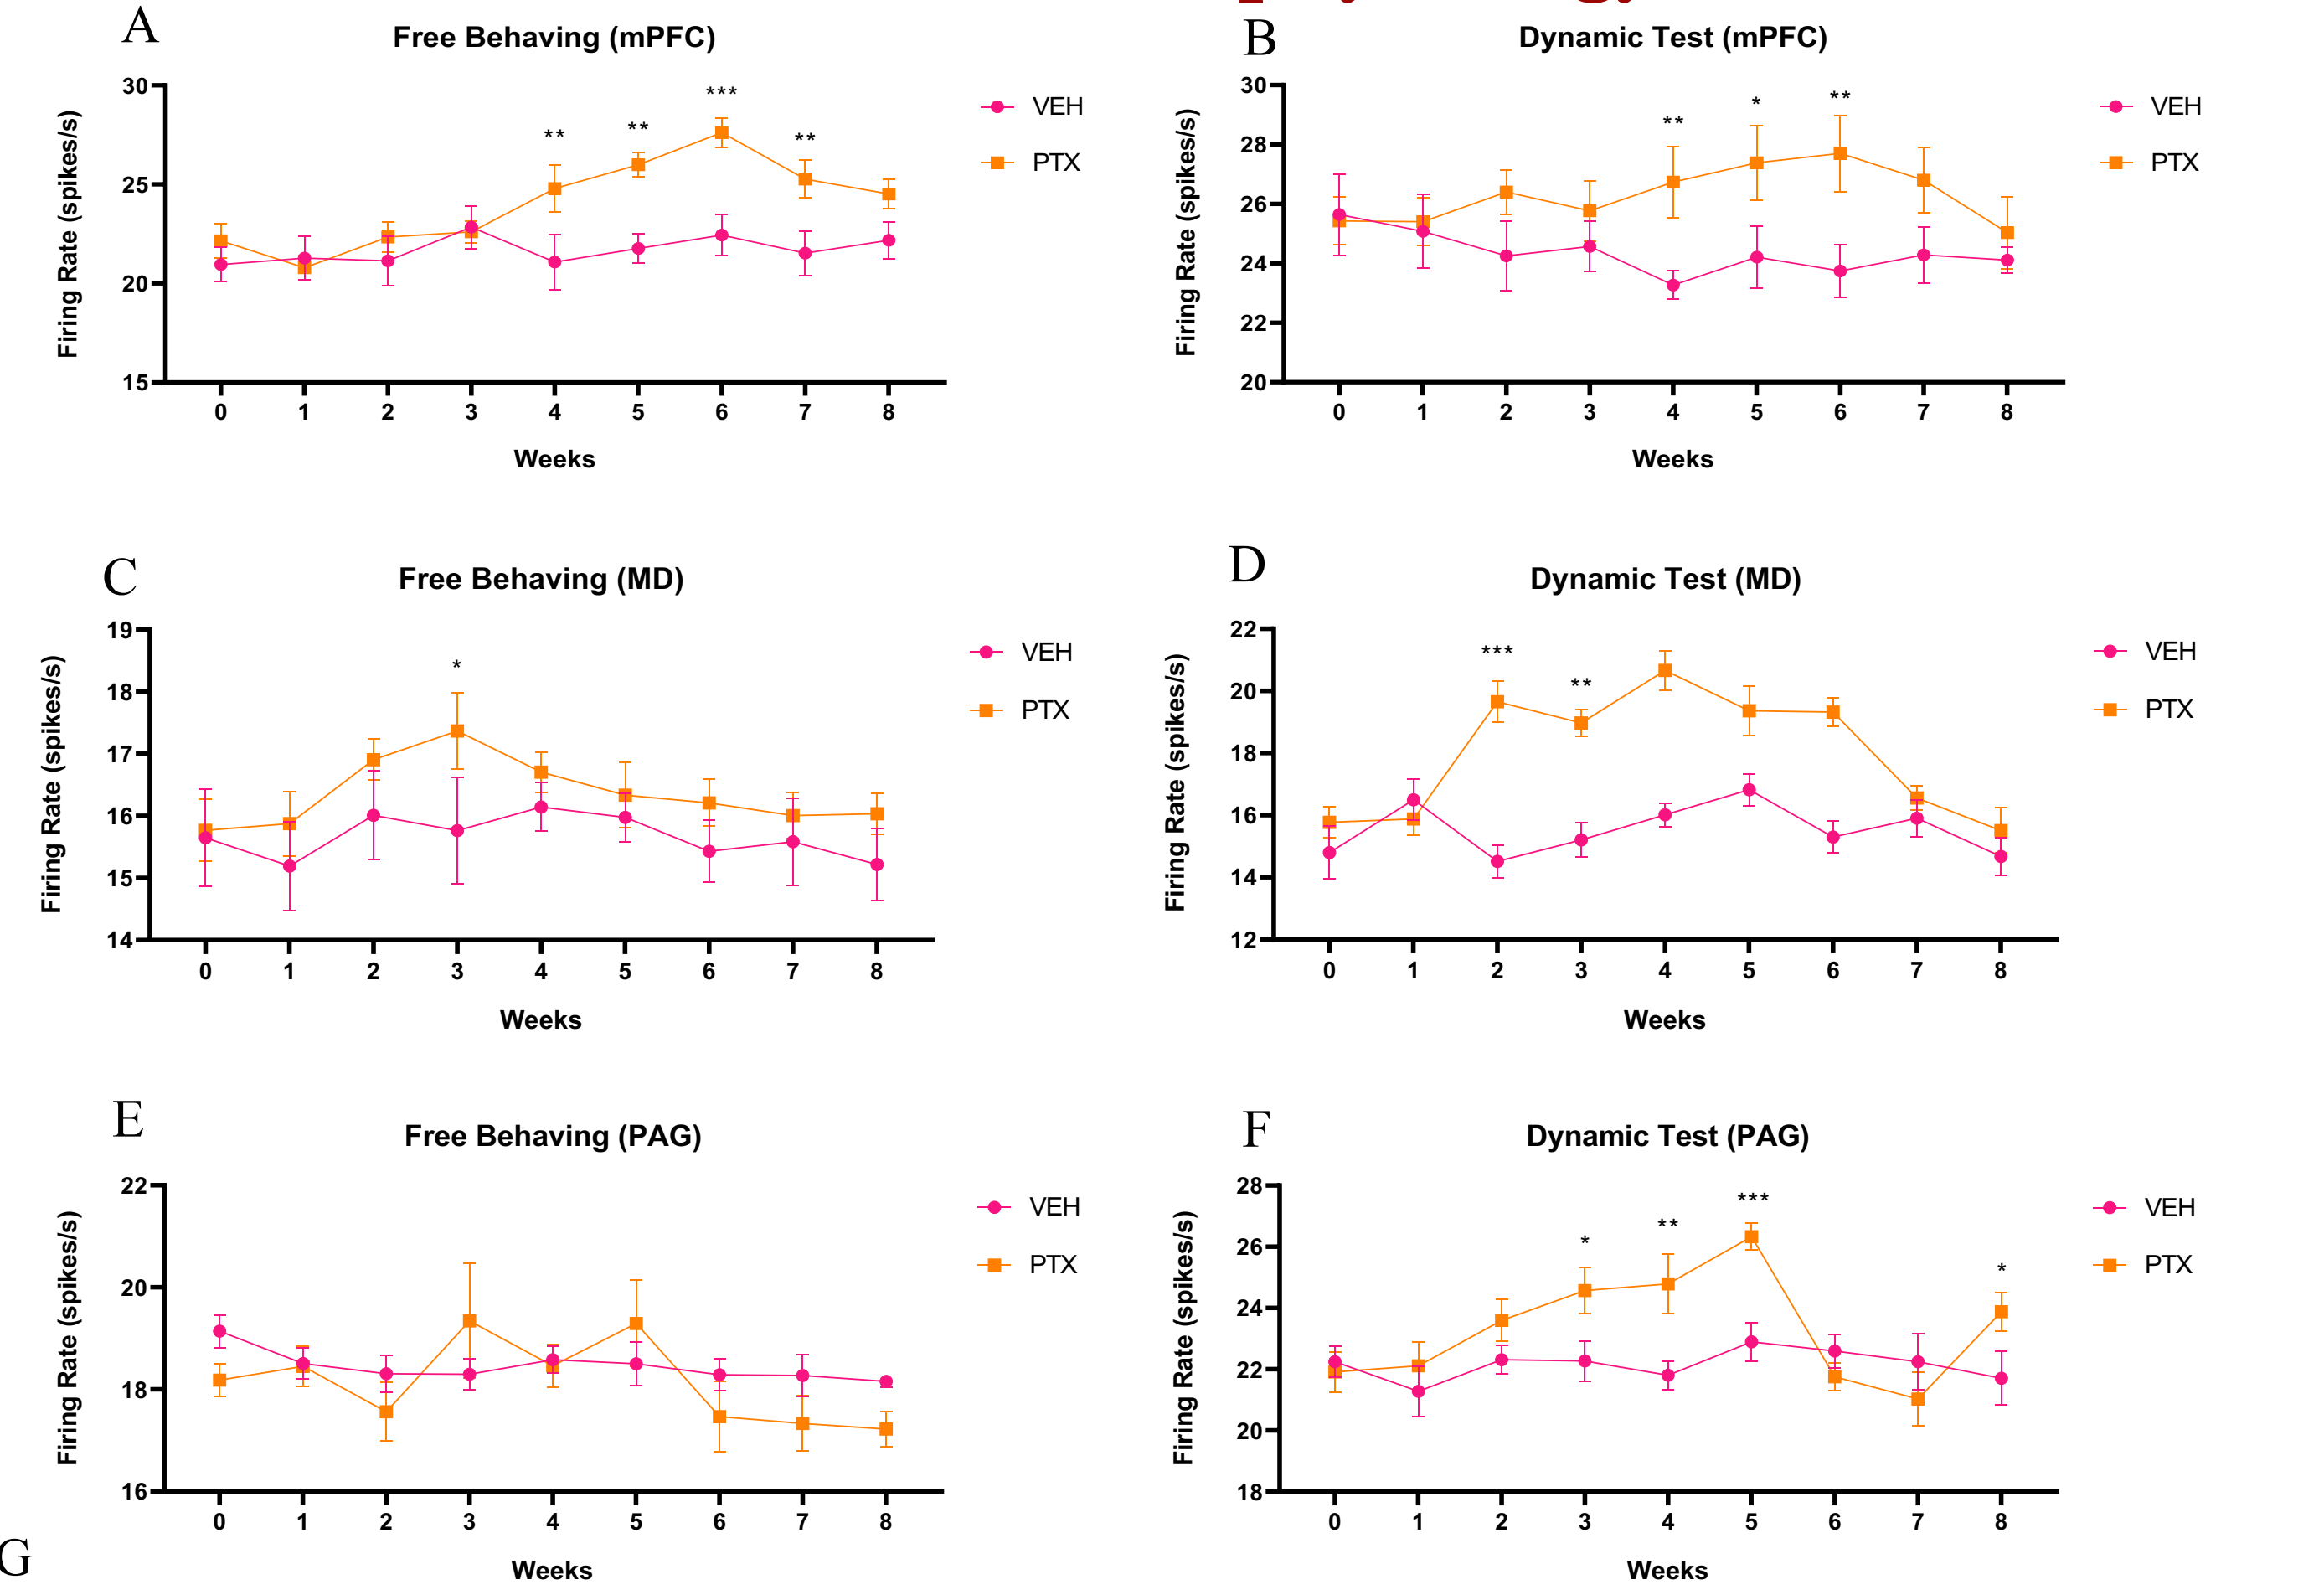 A
Free Behaving (mPFC)
Firing Rate (spikes/s)
30
25
20
15
***
**
**
**
0 1 2 3 4 5 6 7 8
Weeks
VEH
PTX
B
Dynamic Test (mPFC)
Firing Rate (spikes/s)
30
28
26
24
22
20
**
*
**
0 1 2 3 4 5 6 7 8
Weeks
VEH
PTX
C
Free Behaving (MD)
Firing Rate (spikes/s)
19
18
17
16
15
14
*
0 1 2 3 4 5 6 7 8
Weeks
VEH
PTX
D
Dynamic Test (MD)
Firing Rate (spikes/s)
22
20
18
16
14
12
***
**
0 1 2 3 4 5 6 7 8
Weeks
VEH
PTX
E
Free Behaving (PAG)
Firing Rate (spikes/s)
22
20
18
16
0 1 2 3 4 5 6 7 8
Weeks
VEH
PTX
F
Dynamic Test (PAG)
Firing Rate (spikes/s)
28
26
24
22
20
18
*
**
***
*
0 1 2 3 4 5 6 7 8
Weeks
VEH
PTX
G